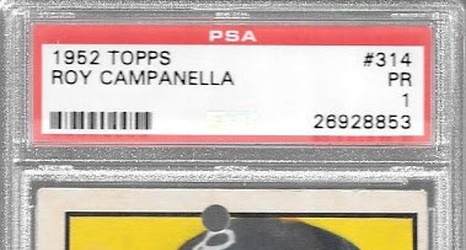 PSA
1952 TOPPS #314
ROY CAMPANELLA PR
1
26928853